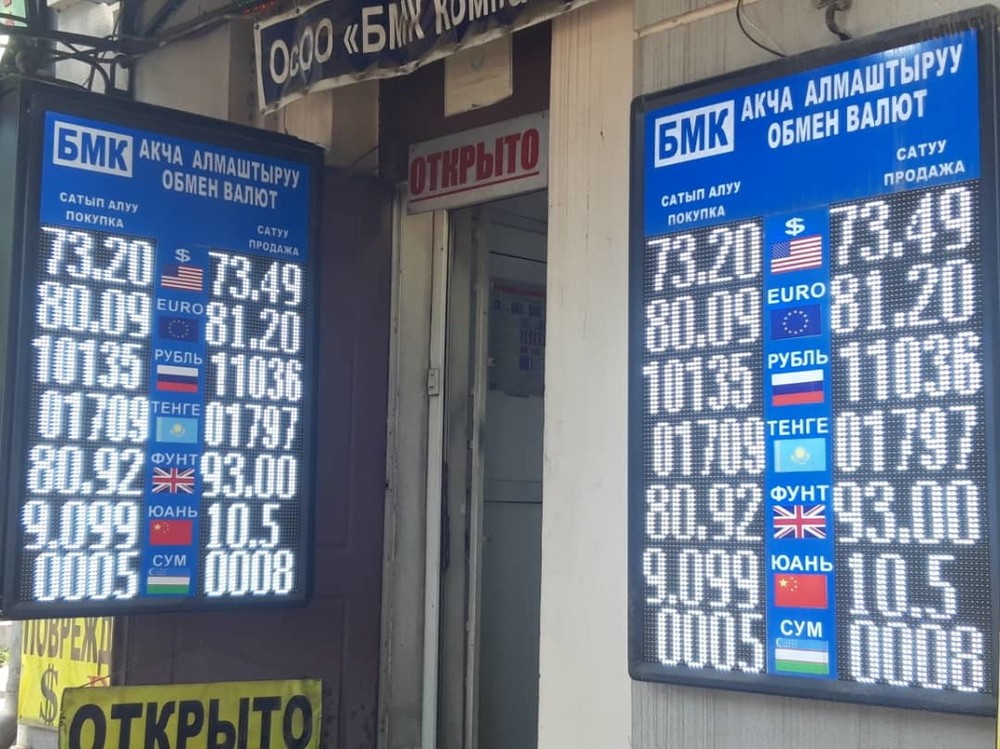 ОсОО «БМК Компа
ОТКРЫТО
БМК АКЧА АЛМАШТЫРУУ
ОБМЕН ВАЛЮТ
САТЫП АЛУУ САТУУ
ПОКУПКА ПРОДАЖА
73.20 $ 73.49
80.09 EURO 81.20
10135 РУБЛЬ 11036
01709 ТЕНГЕ 01797
80.92 ФУНТ 93.00
9.099 ЮАНЬ 10.5
0005 СУМ 0008
БМК АКЧА АЛМАШТЫРУУ
ОБМЕН ВАЛЮТ
САТЫП АЛУУ САТУУ
ПОКУПКА ПРОДАЖА
73.20 $ 73.49
80.09 EURO 81.20
10135 РУБЛЬ 11036
01709 ТЕНГЕ 01797
80.92 ФУНТ 93.00
9.099 ЮАНЬ 10.5
0005 СУМ 0008
ПОВРЕЖД
$
ОТКРЫТО